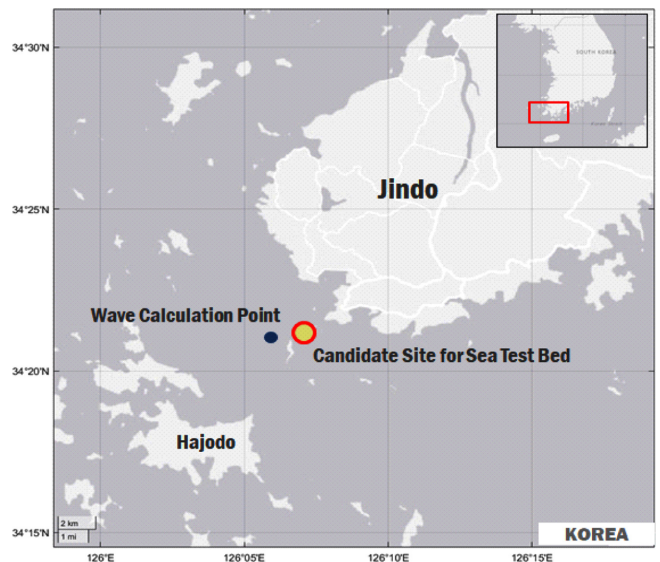 34°30'N
SOUTH KOREA
34°25'N
Jindo
Wave Calculation Point
Candidate Site for Sea Test Bed
34°20'N
Hajodo
34°15'N
2 km
1 mi
KOREA
126°E
126°05'E
126°10'E
126°15'E